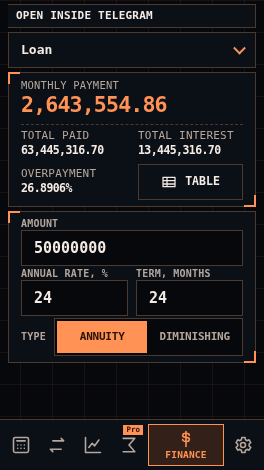 OPEN INSIDE TELEGRAM
Loan
MONTHLY PAYMENT
2,643,554.86
TOTAL PAID TOTAL INTEREST
63,445,316.70 13,445,316.70
OVERPAYMENT
26.8906%
TABLE
AMOUNT
50000000
ANNUAL RATE, % TERM, MONTHS
24 24
TYPE ANNUITY DIMINISHING
Pro
$
FINANCE